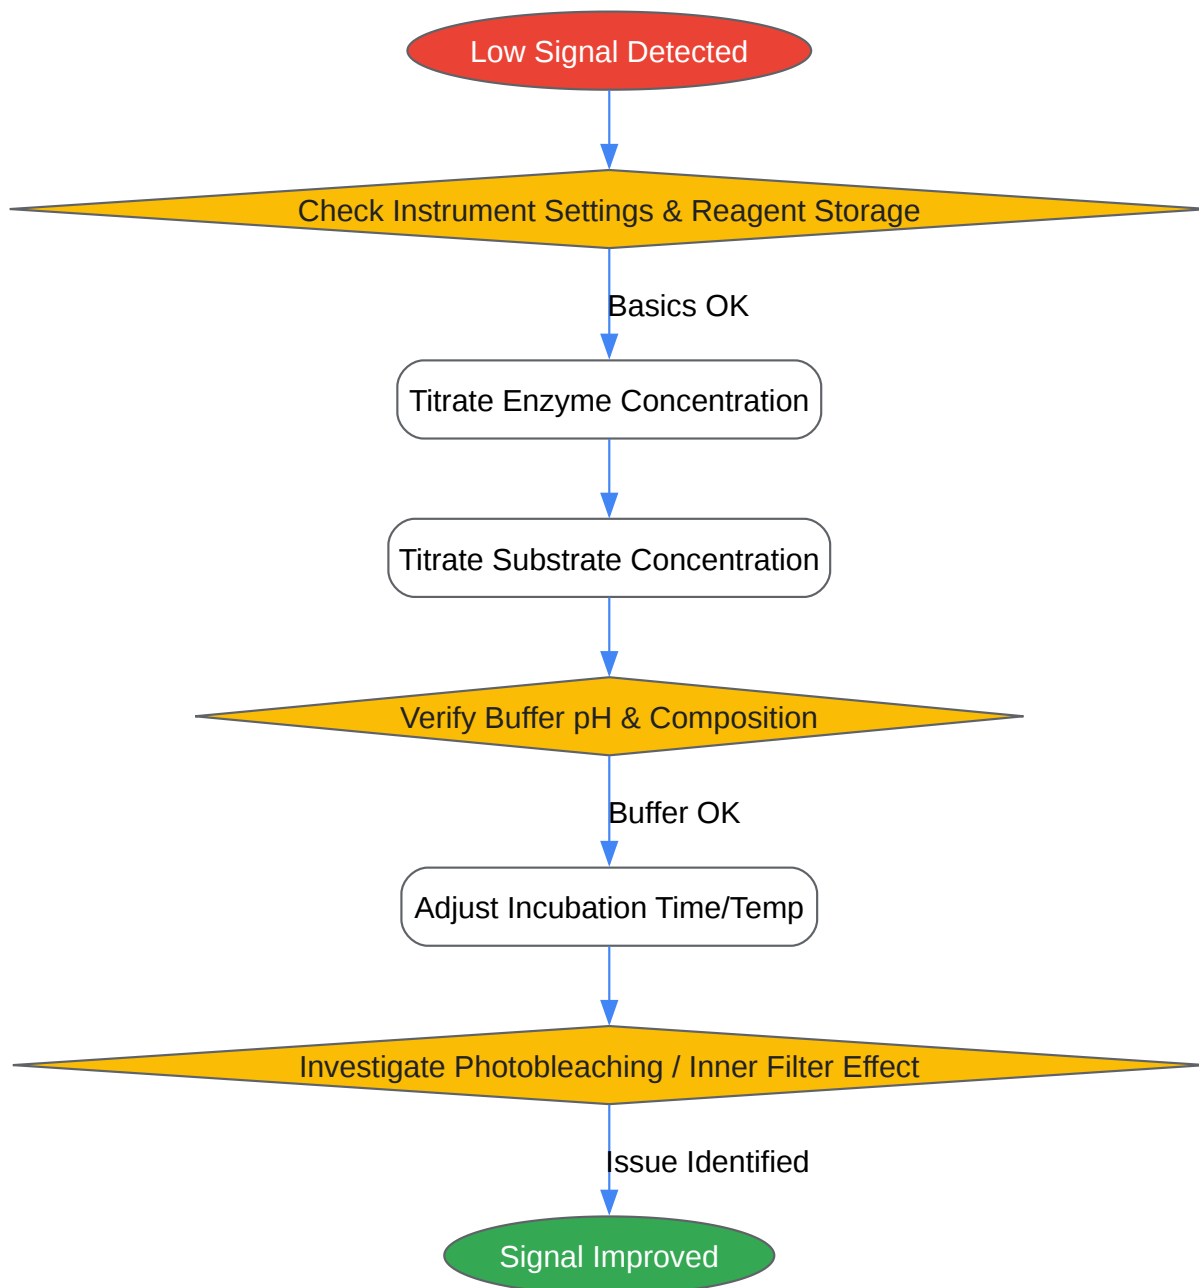 Low Signal Detected
Check Instrument Settings & Reagent Storage
Basics OK
Titrate Enzyme Concentration
Titrate Substrate Concentration
Verify Buffer pH & Composition
Buffer OK
Adjust Incubation Time/Temp
Investigate Photobleaching / Inner Filter Effect
Issue Identified
Signal Improved